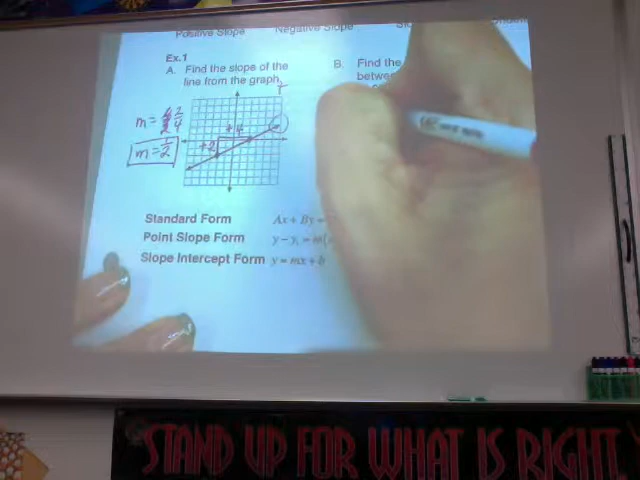 Positive Slope Negative Slope
Ex.1
A. Find the slope of the
line from the graph.
B. Find the
betwe
m = 2/4
+4
+2
m = 1/2
Standard Form Ax + By =
Point Slope Form y − y₁ = m(
Slope Intercept Form y = mx + b
STAND UP FOR WHAT IS RIGHT